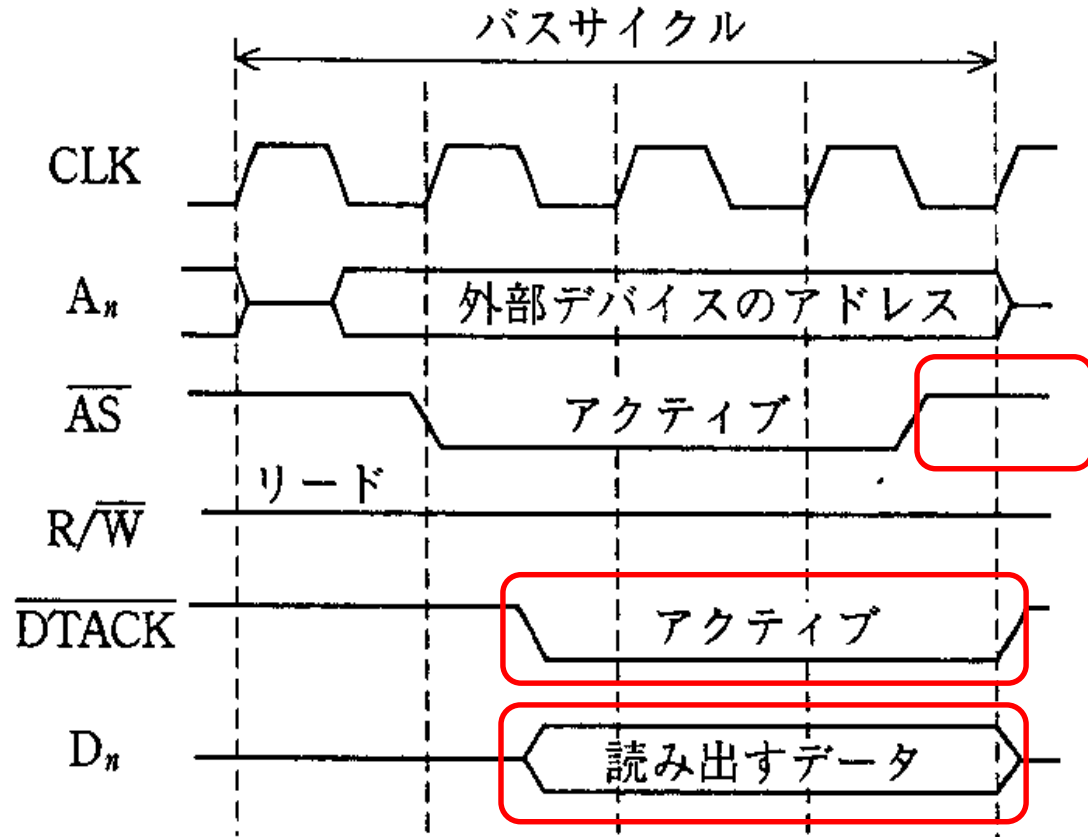 バスサイクル
CLK
Aₙ
外部デバイスのアドレス
A̅S̅
アクティブ
リード
R/W̅
D̅T̅A̅C̅K̅
アクティブ
Dₙ
読み出すデータ